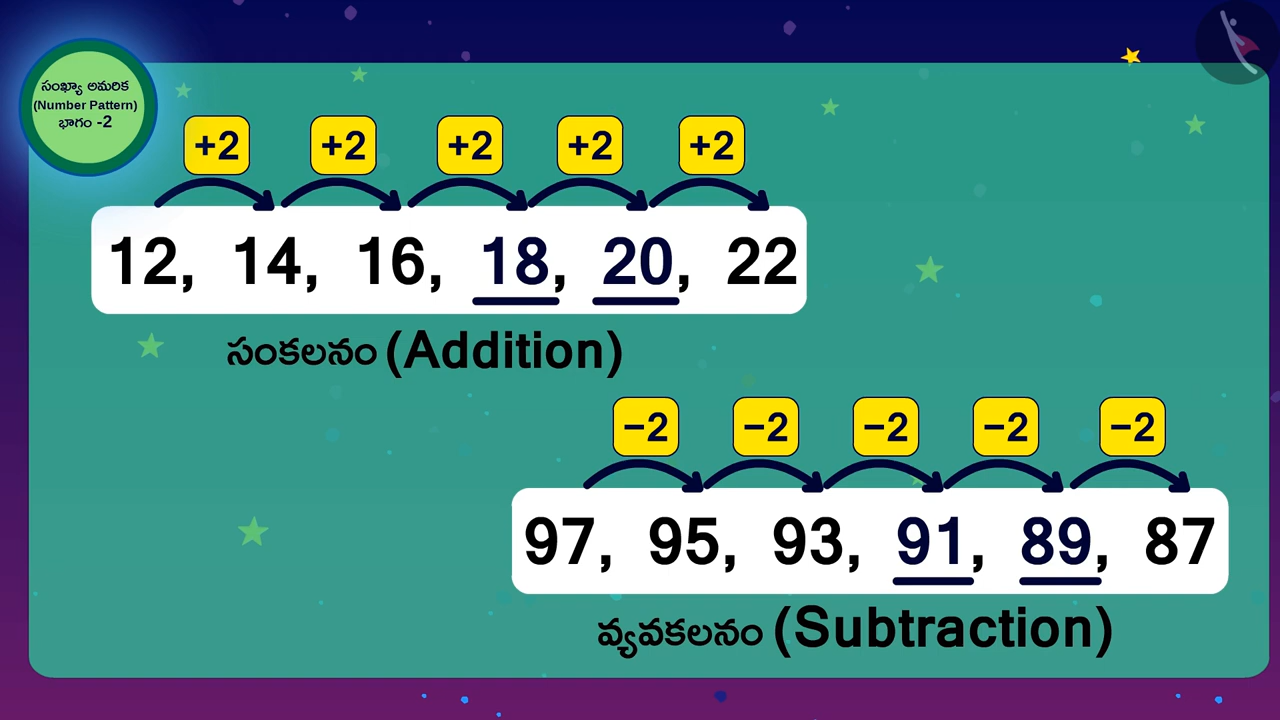 సంఖ్యా అమరిక
(Number Pattern)
భాగం -2
+2 +2 +2 +2 +2
12, 14, 16, 18, 20, 22
సంకలనం (Addition)
−2 −2 −2 −2 −2
97, 95, 93, 91, 89, 87
వ్యవకలనం (Subtraction)